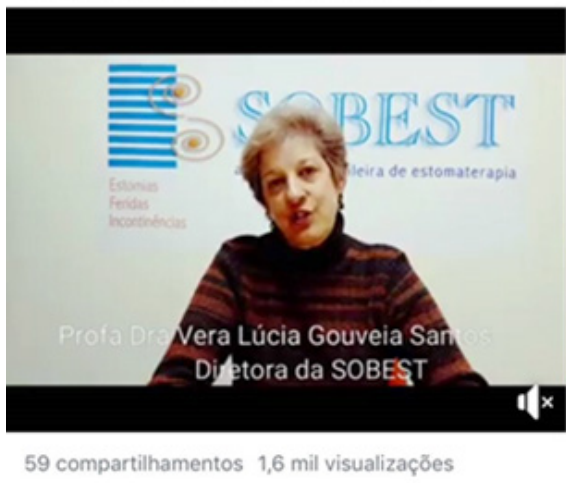 SOBEST
ileira de estomaterapia
Estomias
Feridas
Incontinências
Profa Dra Vera Lúcia Gouveia Santos
Diretora da SOBEST
59 compartilhamentos 1,6 mil visualizações